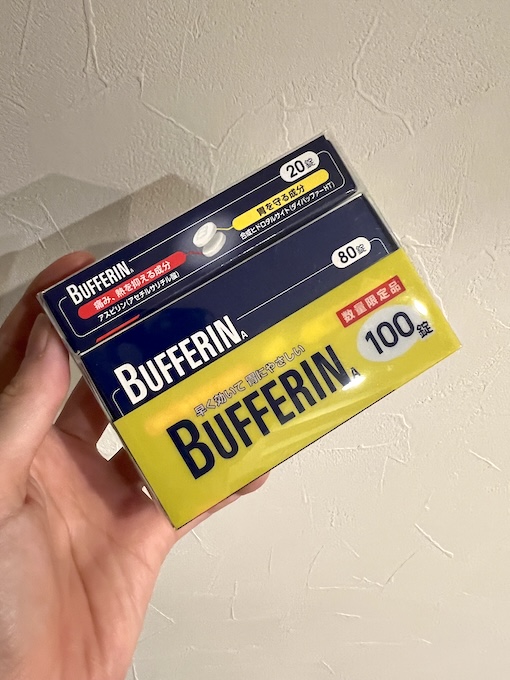 20錠
胃を守る成分
合成ヒドロタルサイト(ダイバッファーHT)
BUFFERIN A
痛み、熱を抑える成分
アスピリン(アセチルサリチル酸)
80錠
BUFFERIN A
数量限定品
100錠
早く効いて 胃にやさしい
BUFFERIN A